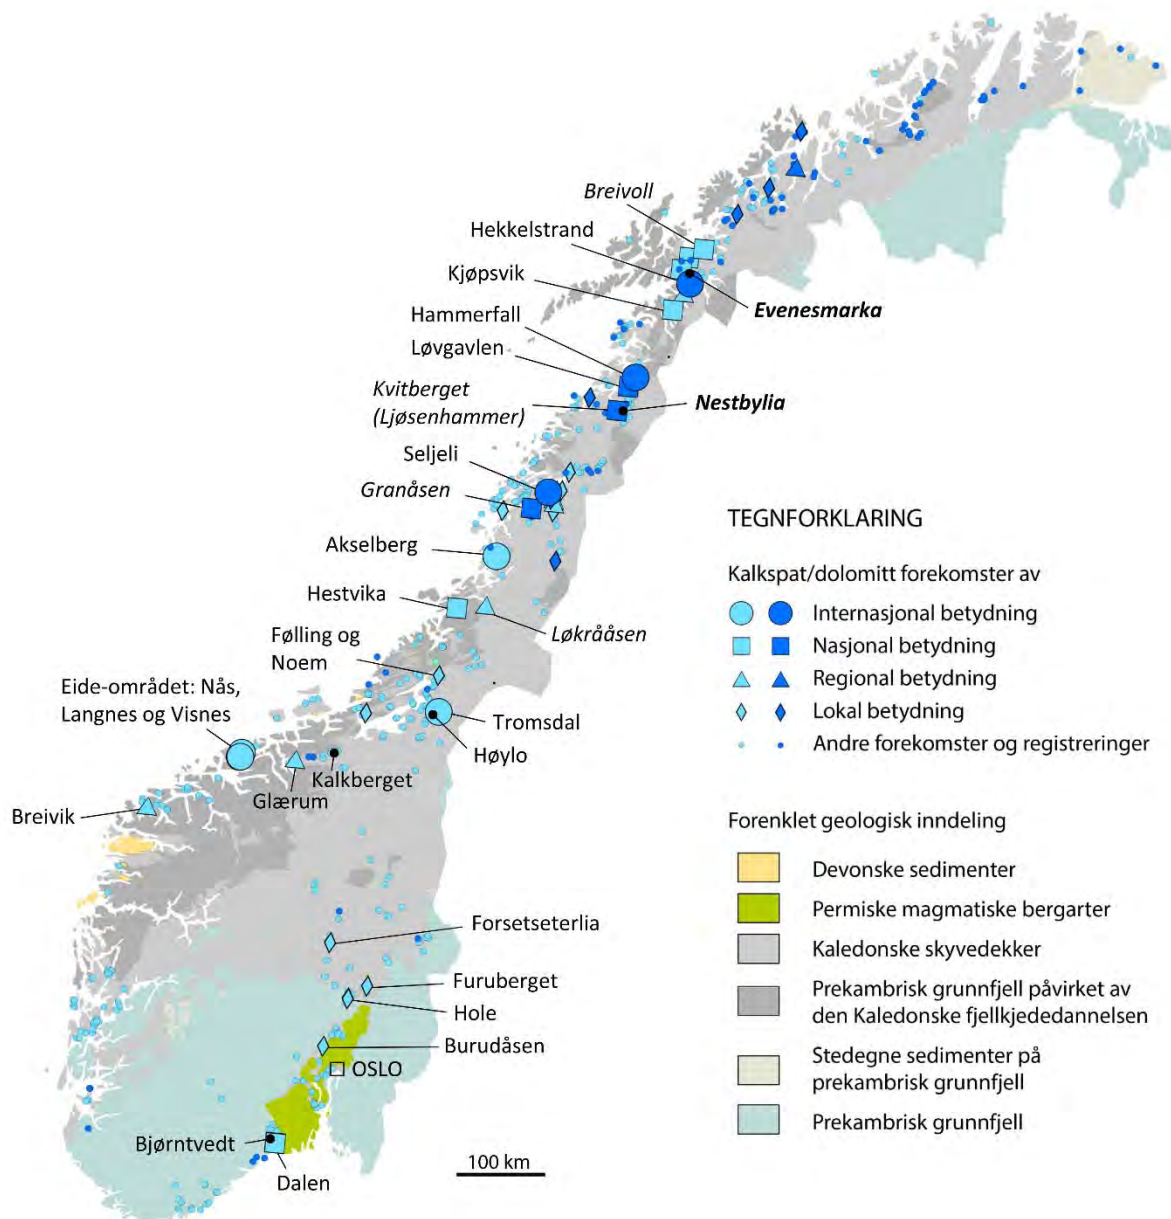 Breivoll
Hekkelstrand
Kjøpsvik
Evenesmarka
Hammerfall
Løvgavlen
Kvitberget
(Ljøsenhammer)
Nestbylia
Seljeli
Granåsen
Akselberg
Hestvika
Løkrååsen
Følling og
Noem
Eide-området: Nås,
Langnes og Visnes
Tromsdal
Høylo
Kalkberget
Glærum
Breivik
Forsetseterlia
Furuberget
Hole
Burudåsen
OSLO
Bjørntvedt
Dalen
100 km
TEGNFORKLARING
Kalkspat/dolomitt forekomster av
Internasjonal betydning
Nasjonal betydning
Regional betydning
Lokal betydning
Andre forekomster og registreringer
Forenklet geologisk inndeling
Devonske sedimenter
Permiske magmatiske bergarter
Kaledonske skyvedekker
Prekambrisk grunnfjell påvirket av
den Kaledonske fjellkjededannelsen
Stedegne sedimenter på
prekambrisk grunnfjell
Prekambrisk grunnfjell